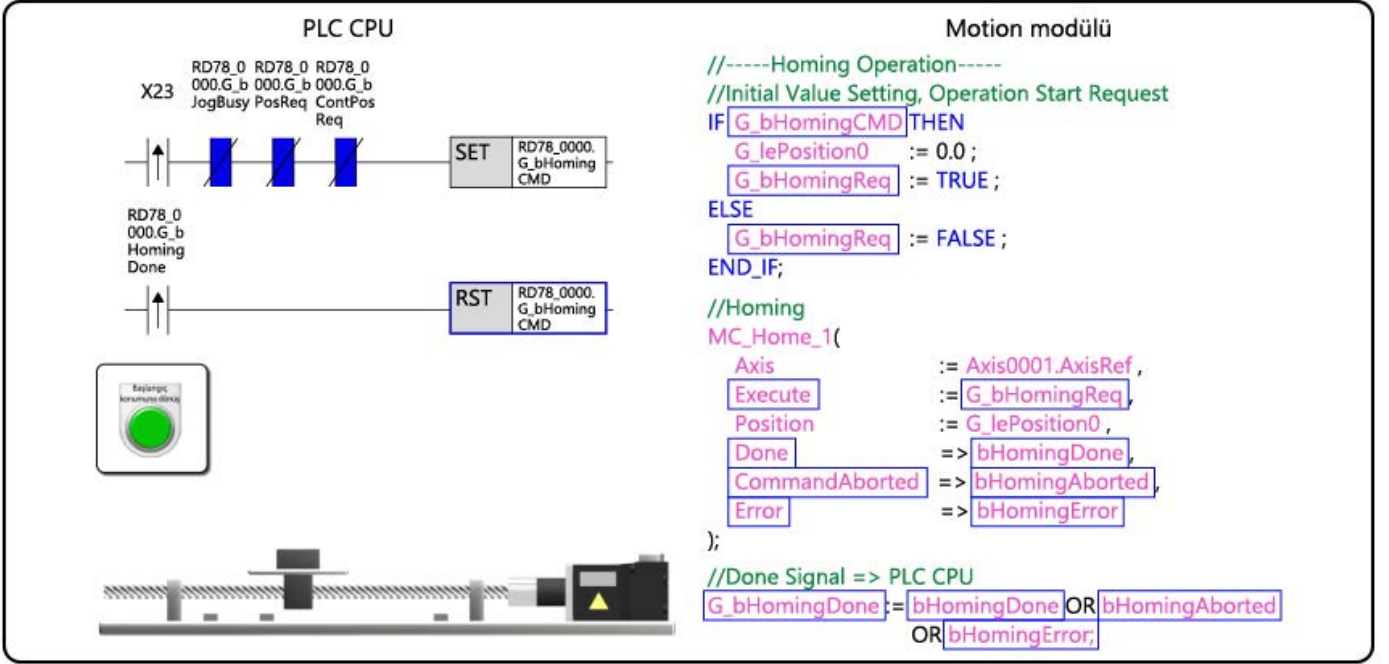 PLC CPU
X23
RD78_0
000.G_b
JogBusy
RD78_0
000.G_b
PosReq
RD78_0
000.G_b
ContPos
Req
SET
RD78_0000.
G_bHoming
CMD
RD78_0
000.G_b
Homing
Done
RST
RD78_0000.
G_bHoming
CMD
Başlangıç
konumuna dönüş
Motion modülü
//-----Homing Operation-----
//Initial Value Setting, Operation Start Request
IF G_bHomingCMD THEN
G_lePosition0 := 0.0 ;
G_bHomingReq := TRUE ;
ELSE
G_bHomingReq := FALSE ;
END_IF;
//Homing
MC_Home_1(
Axis := Axis0001.AxisRef ,
Execute := G_bHomingReq ,
Position := G_lePosition0 ,
Done => bHomingDone ,
CommandAborted => bHomingAborted ,
Error => bHomingError
);
//Done Signal => PLC CPU
G_bHomingDone := bHomingDone OR bHomingAborted
OR bHomingError;